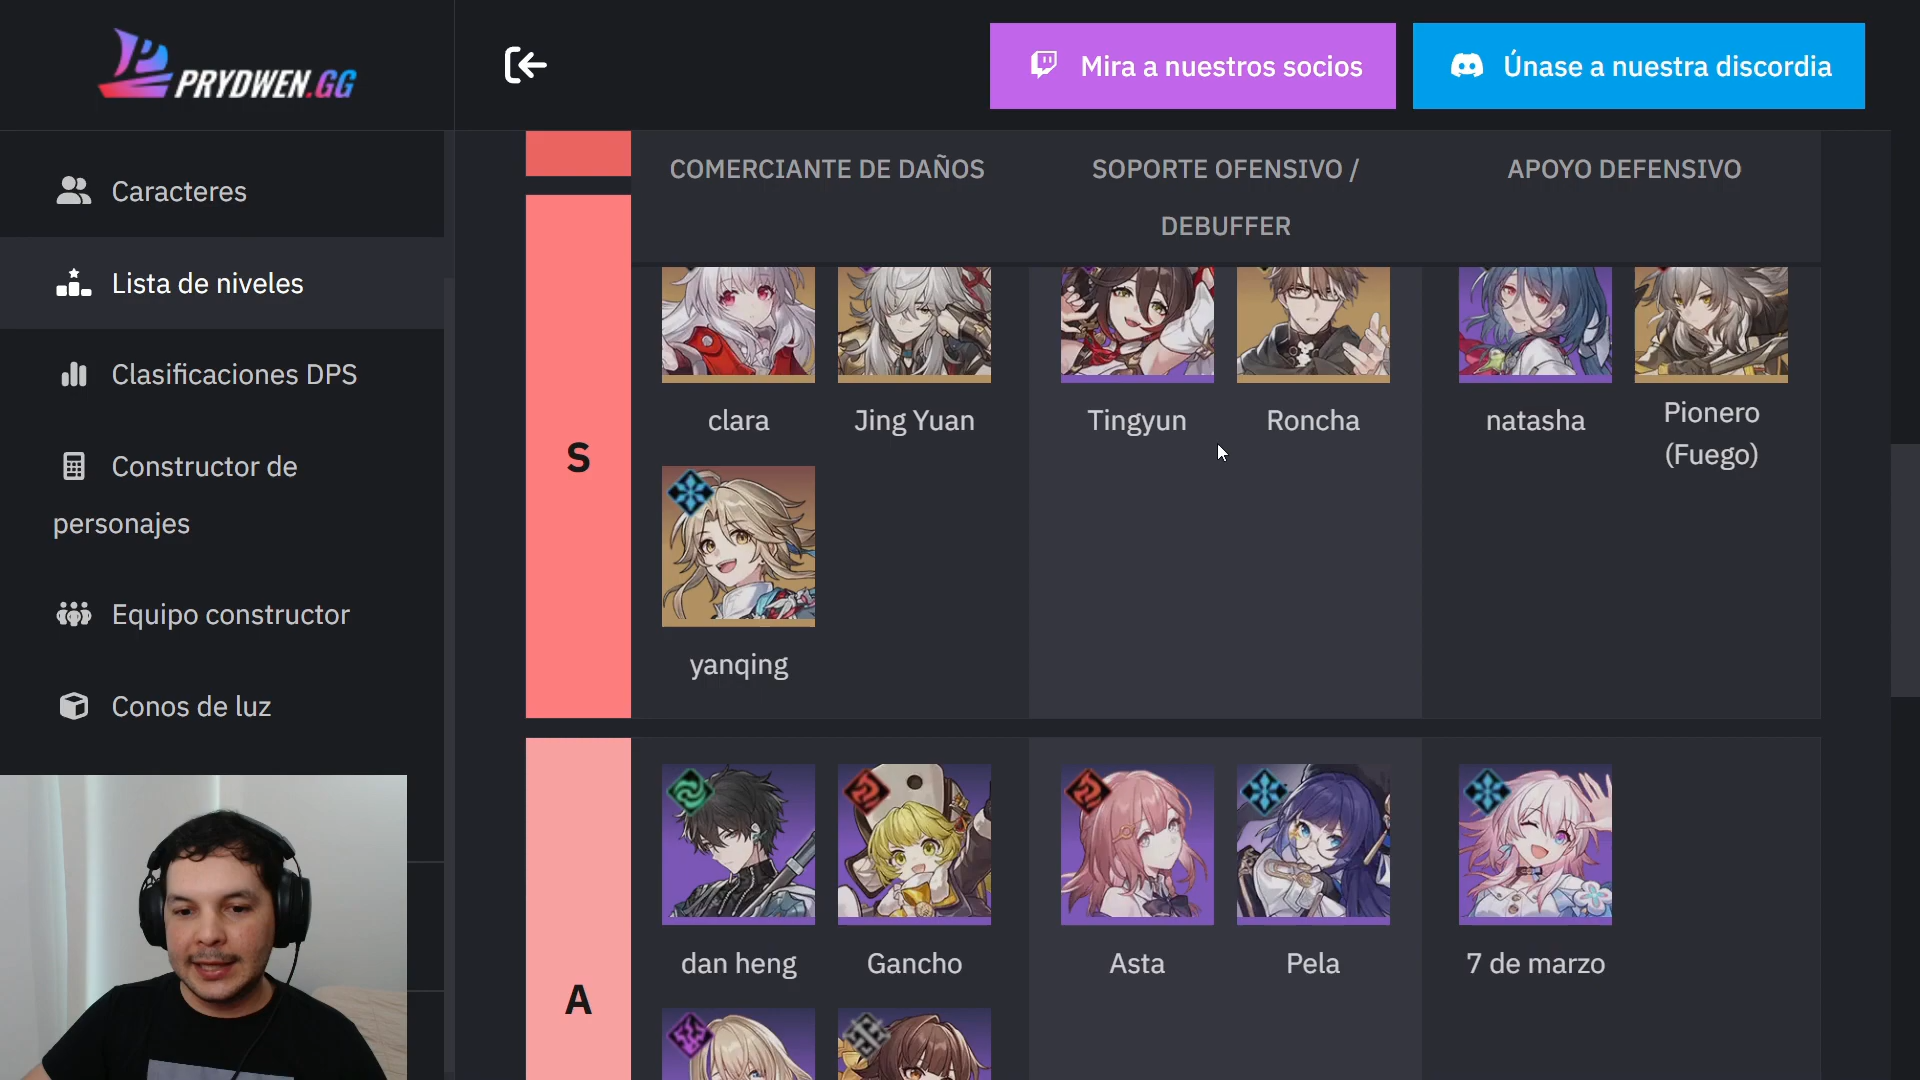 PRYDWEN.GG
Mira a nuestros socios
Únase a nuestra discordia
Caracteres
Lista de niveles
Clasificaciones DPS
Constructor de
personajes
Equipo constructor
Conos de luz
COMERCIANTE DE DAÑOS
SOPORTE OFENSIVO /
DEBUFFER
APOYO DEFENSIVO
S
clara
Jing Yuan
Tingyun
Roncha
natasha
Pionero
(Fuego)
yanqing
A
dan heng
Gancho
Asta
Pela
7 de marzo